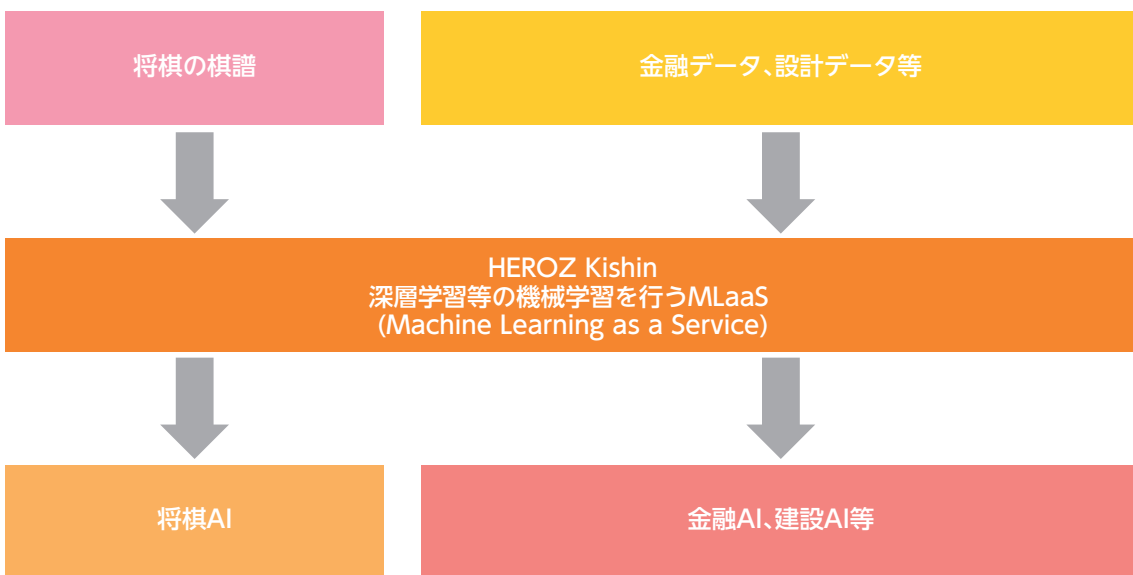 将棋の棋譜
金融データ、設計データ等
HEROZ Kishin
深層学習等の機械学習を行うMLaaS
(Machine Learning as a Service)
将棋AI
金融AI、建設AI等